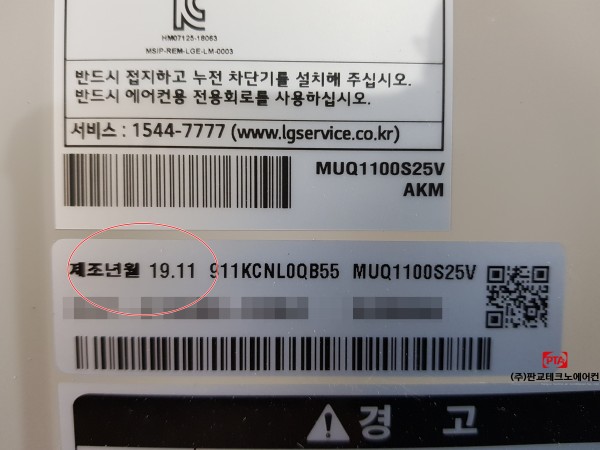 HM07125-18063
MSIP-REM-LGE-LM-0003
반드시 접지하고 누전 차단기를 설치해 주십시오.
반드시 에어컨용 전용회로를 사용하십시오.
서비스 : 1544-7777 (www.lgservice.co.kr)
MUQ1100S25V
AKM
제조년월 19.11 911KCNL0QB55 MUQ1100S25V
PTA
(주)판교테크노에어컨
경 고